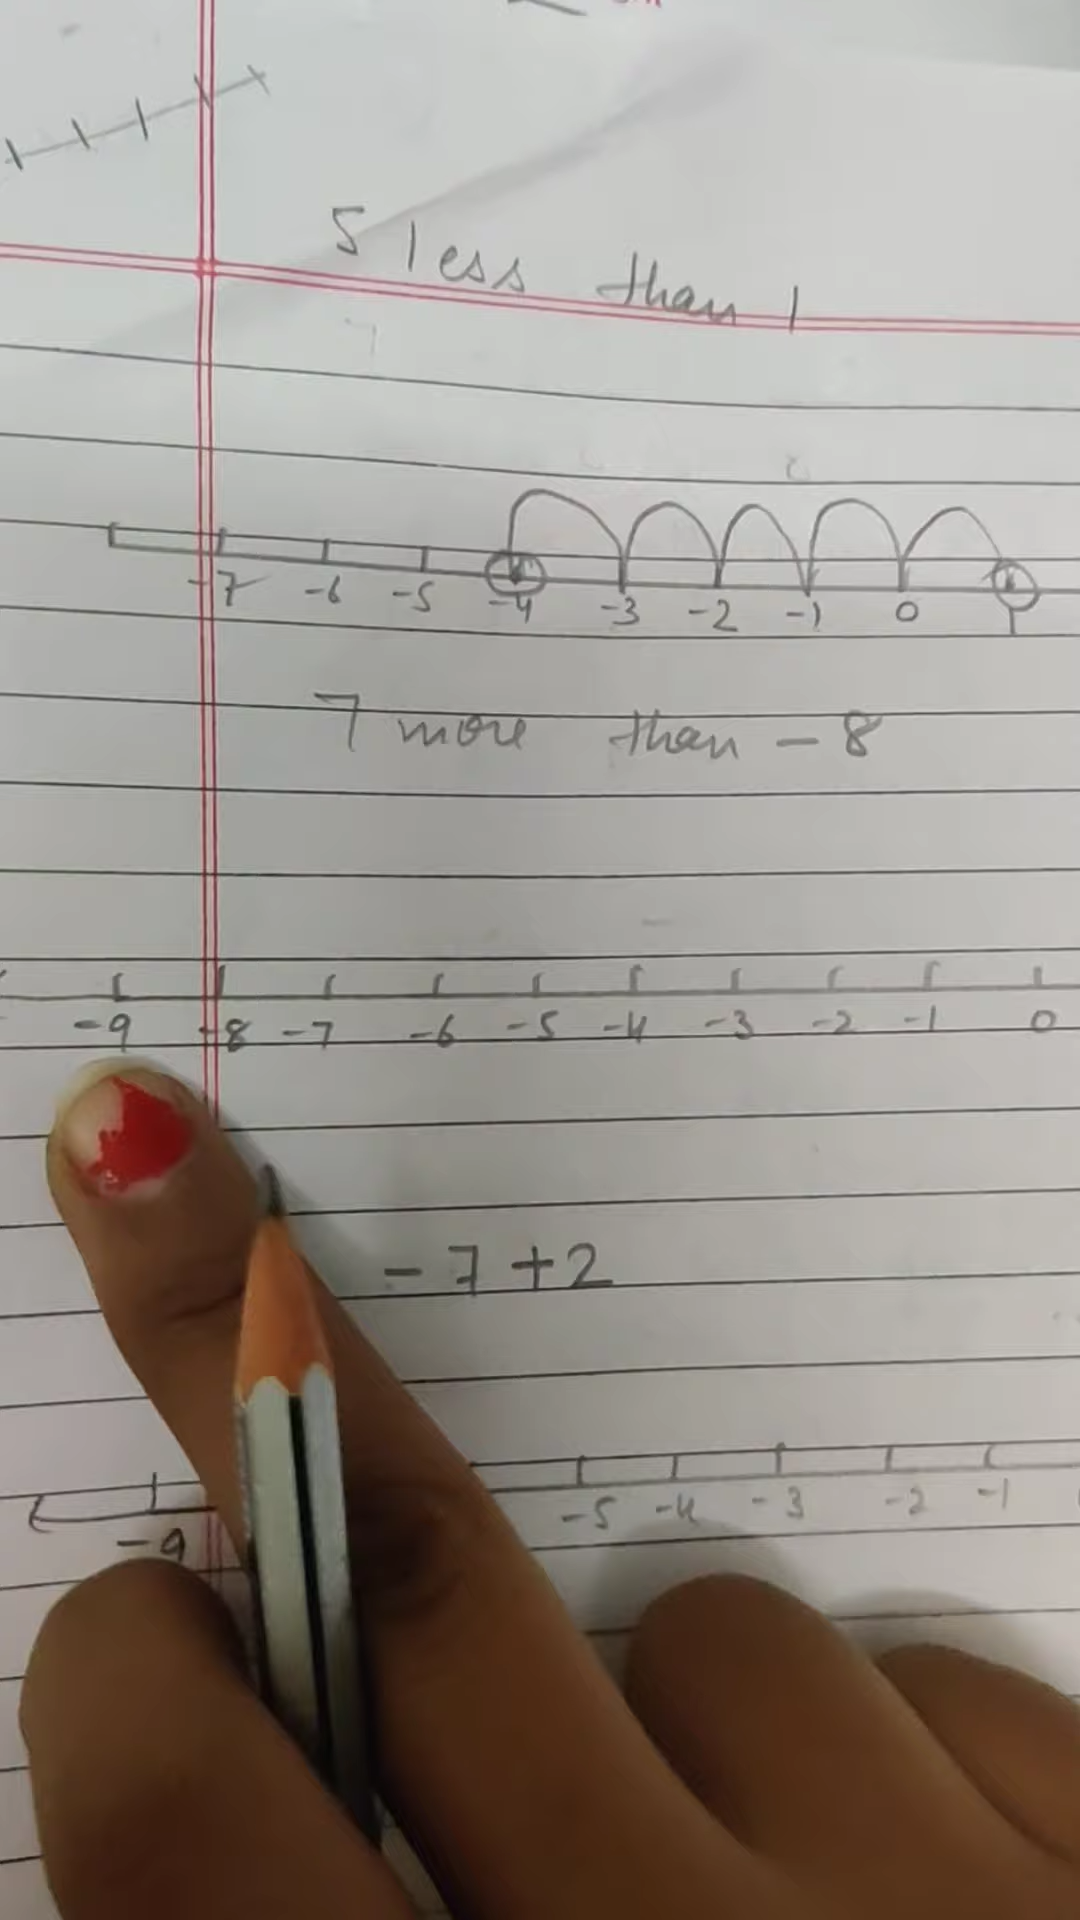 5 less than 1
-7 -6 -5 -4 -3 -2 -1 0 1
7 more than -8
-9 -8 -7 -6 -5 -4 -3 -2 -1 0
-7+2
-9 -5 -4 -3 -2 -1